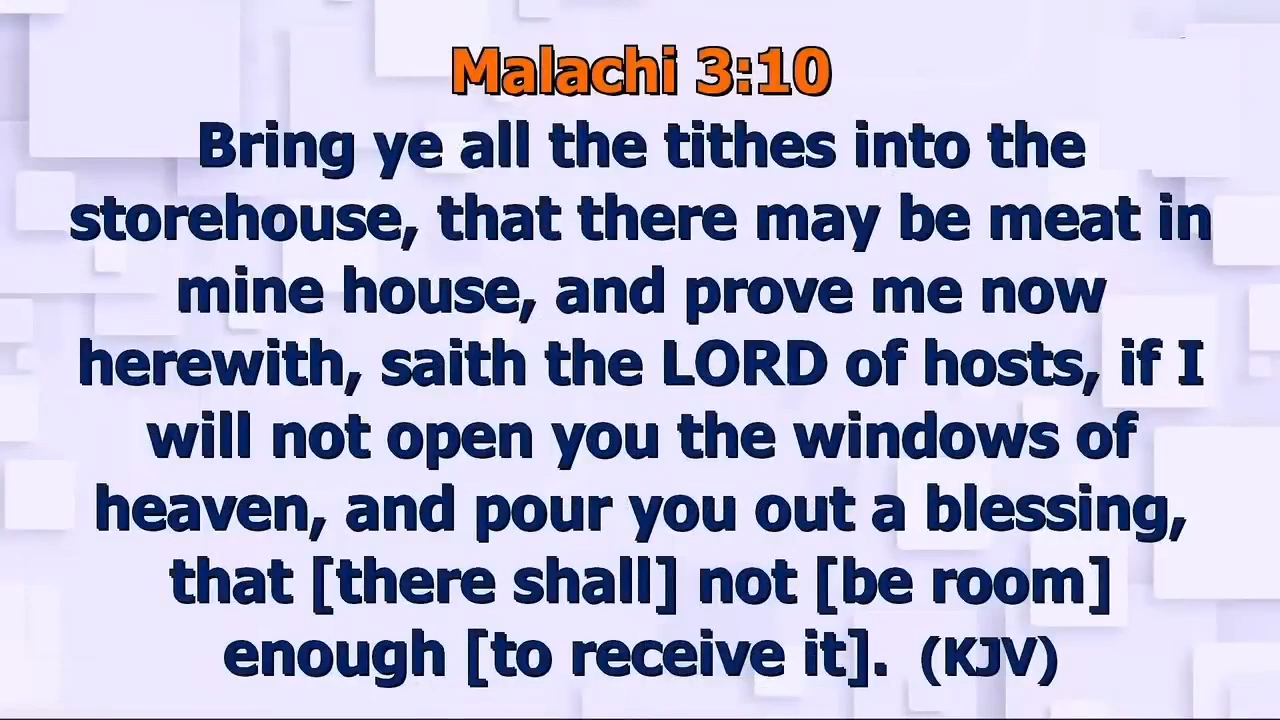 Malachi 3:10
Bring ye all the tithes into the
storehouse, that there may be meat in
mine house, and prove me now
herewith, saith the LORD of hosts, if I
will not open you the windows of
heaven, and pour you out a blessing,
that [there shall] not [be room]
enough [to receive it]. (KJV)